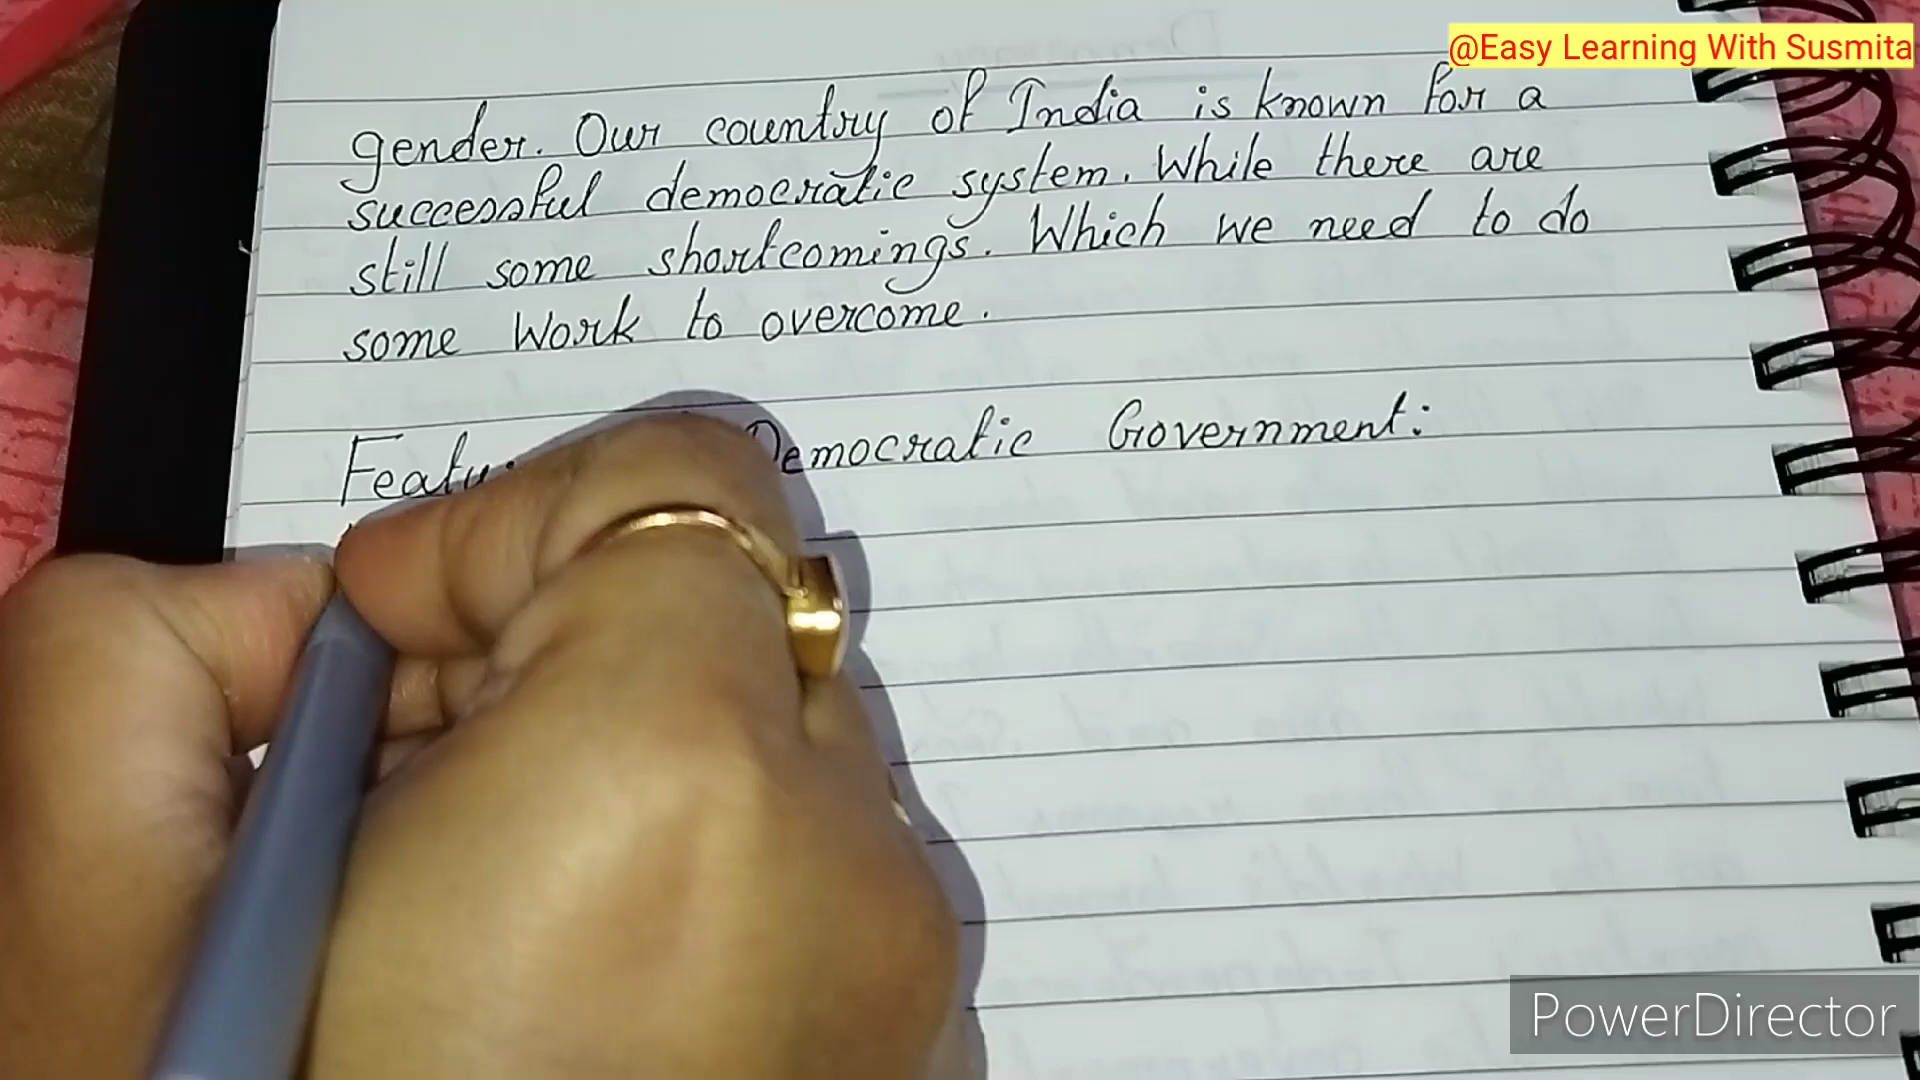 @Easy Learning With Susmita
gender. Our country of India is known for a
successful democratic system. While there are
still some shortcomings. Which we need to do
some work to overcome.
Democratic Government:
PowerDirector